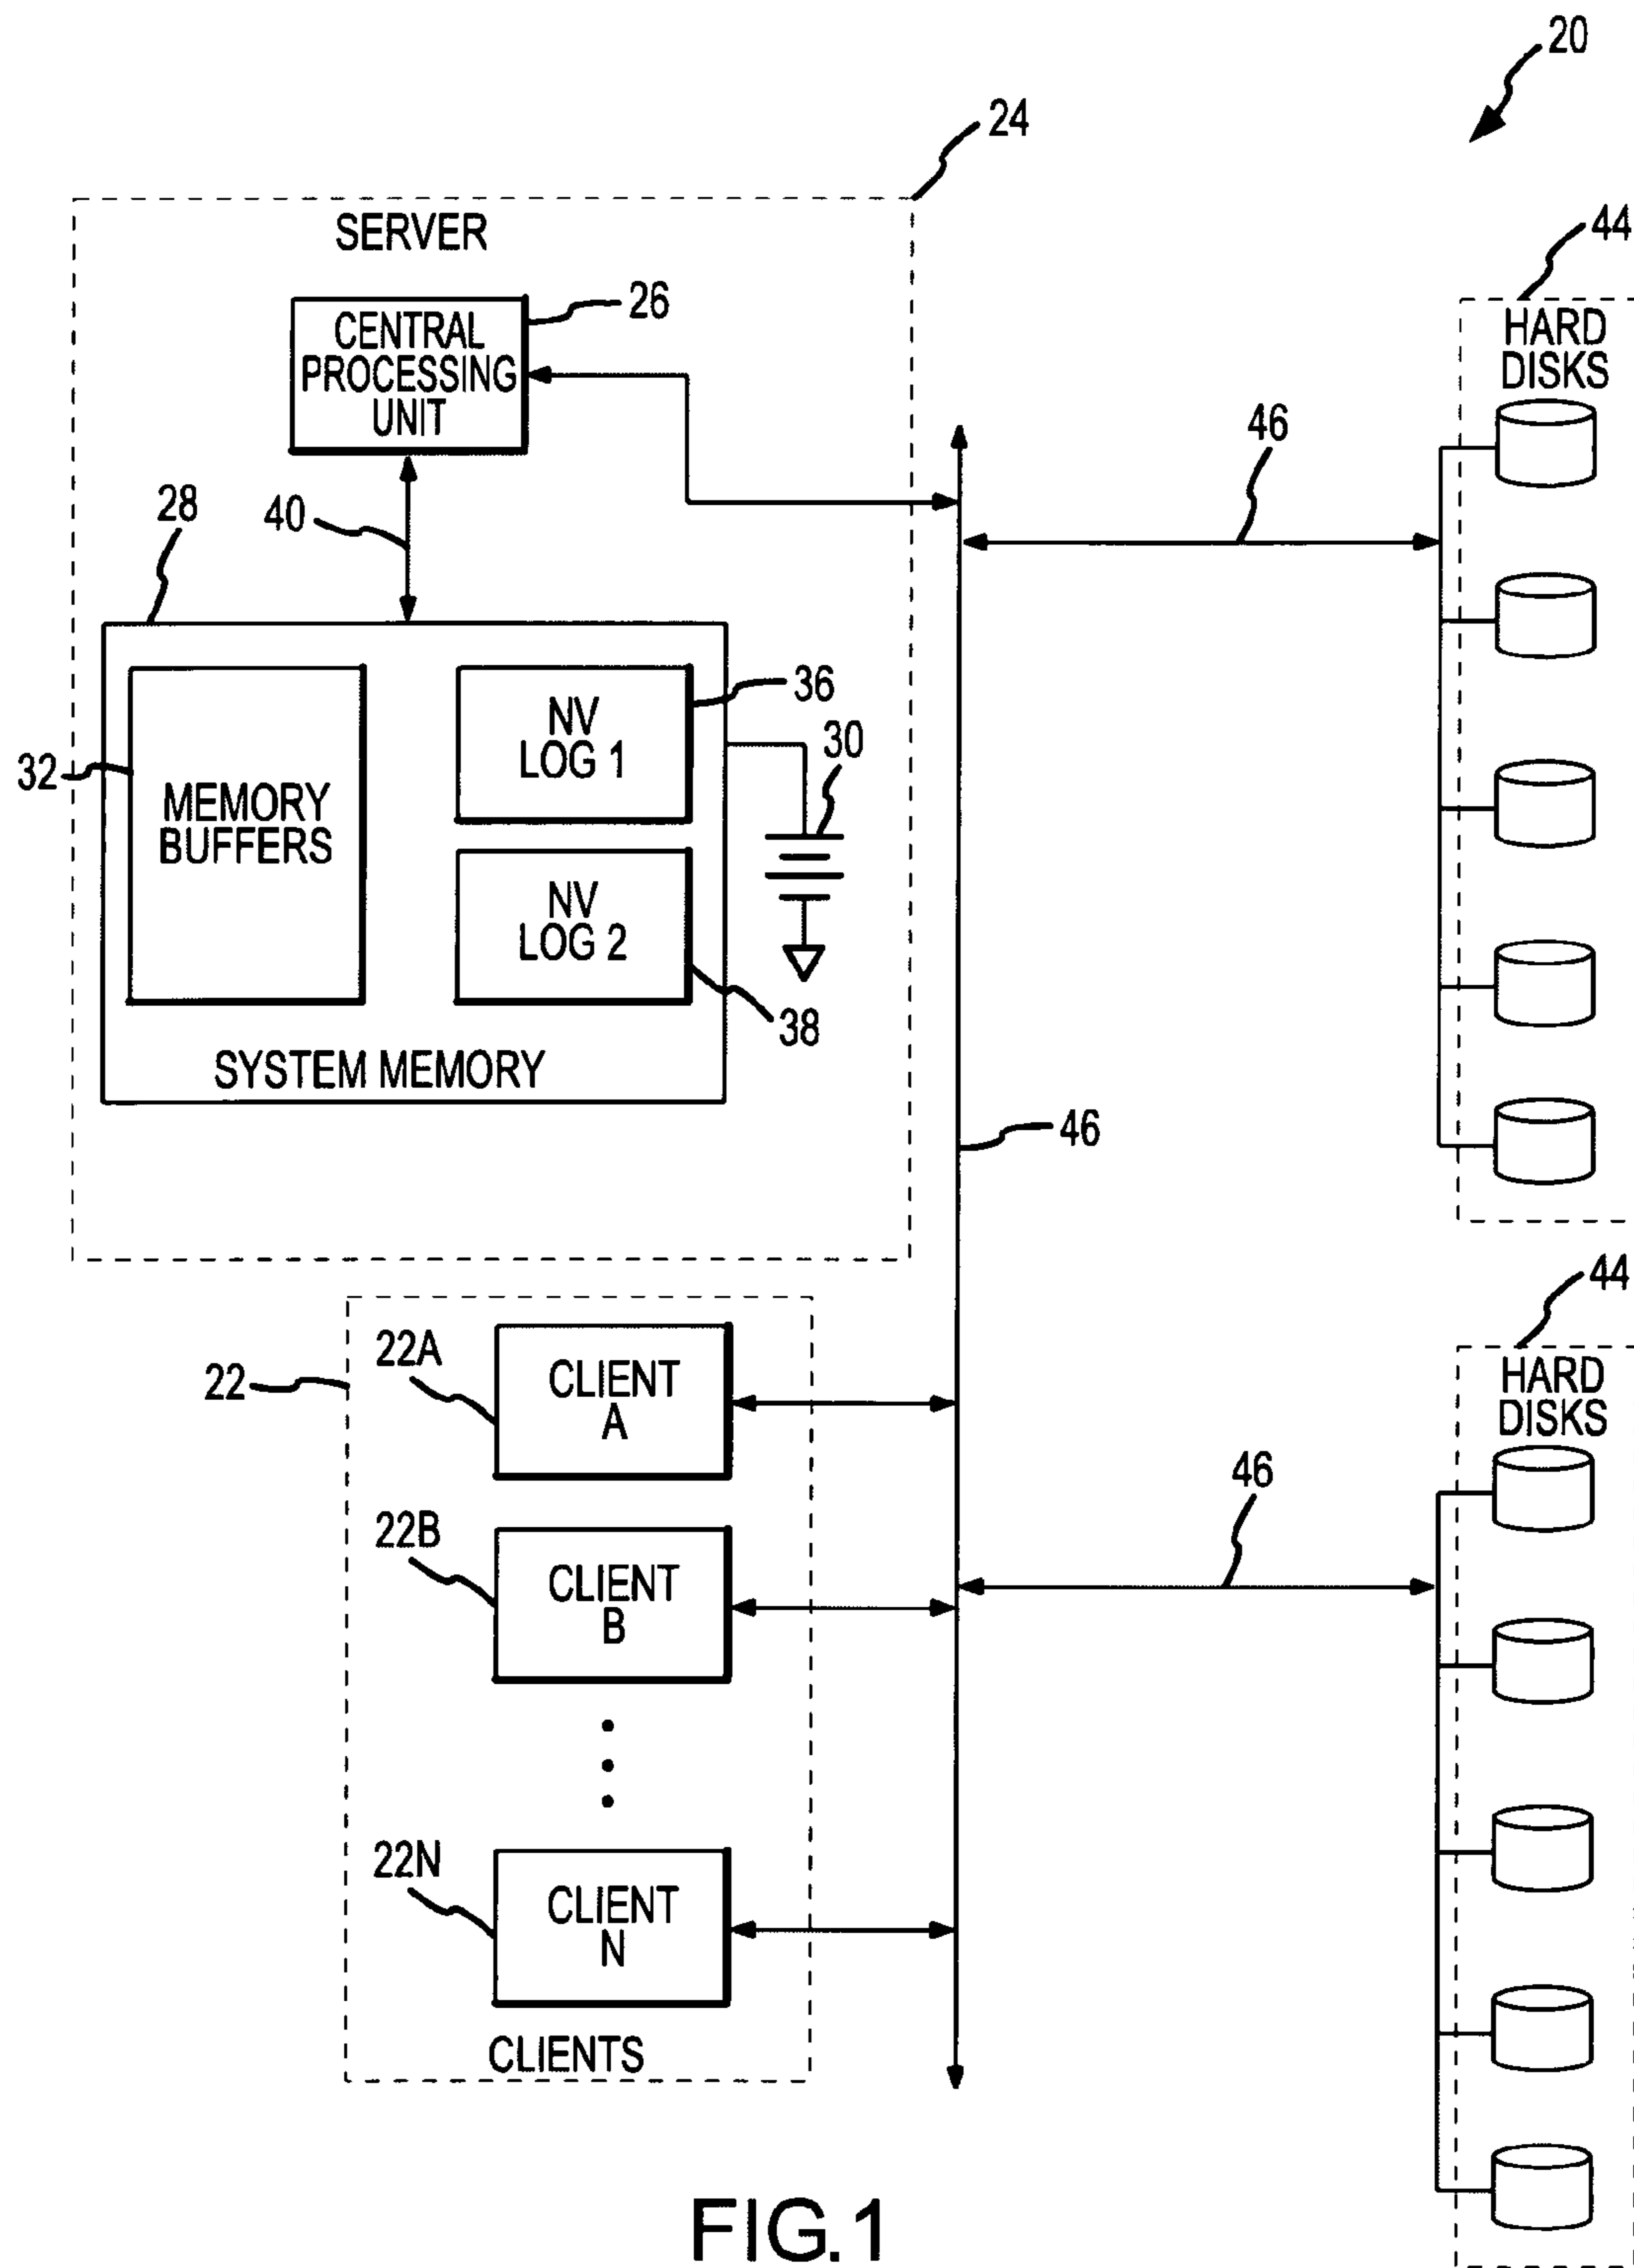 20
24
SERVER
44
26
CENTRAL
PROCESSING
UNIT
HARD
DISKS
46
28
40
36
NV
LOG 1
30
32
MEMORY
BUFFERS
NV
LOG 2
38
SYSTEM MEMORY
46
44
22A
22
CLIENT
A
HARD
DISKS
46
22B
CLIENT
B
22N
CLIENT
N
CLIENTS
FIG.1